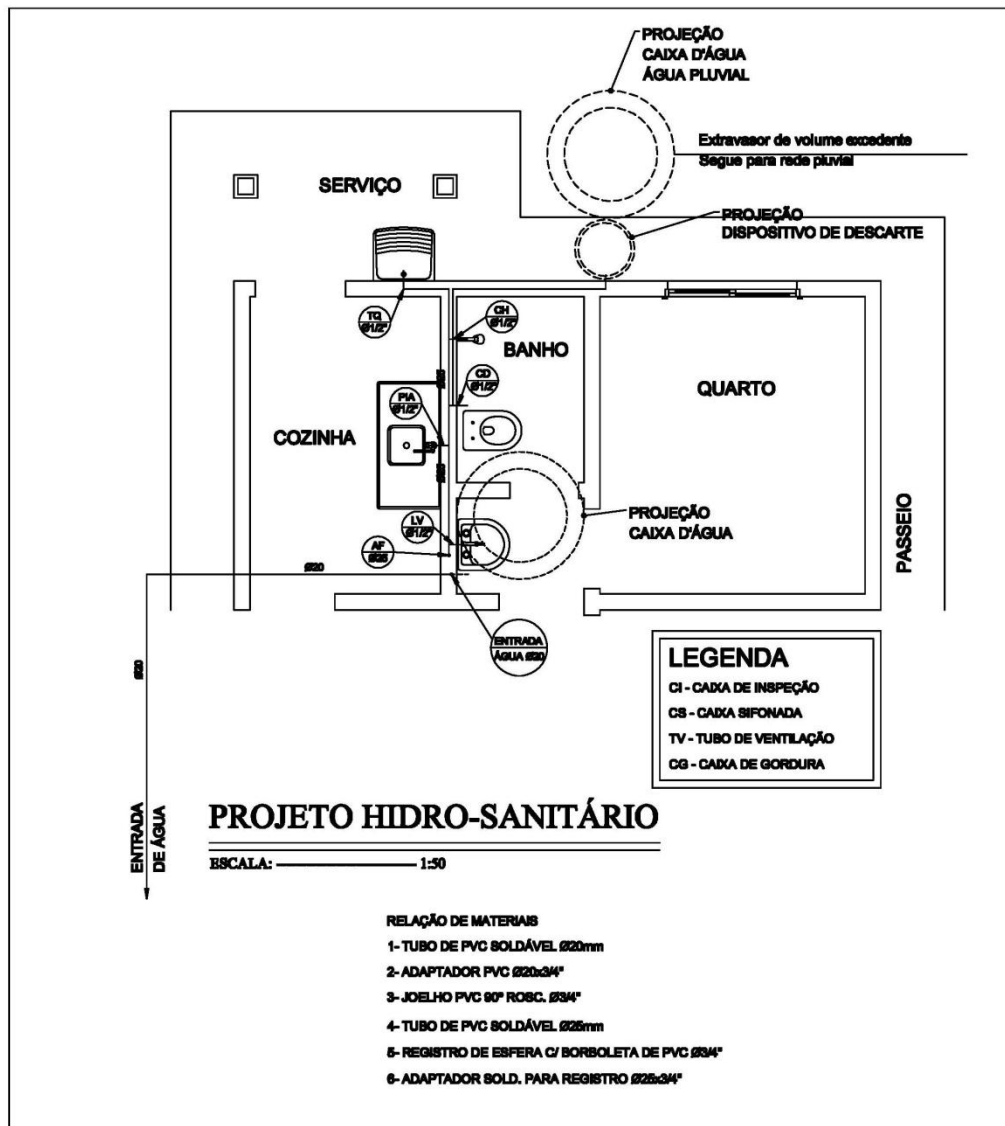 PROJEÇÃO
CAIXA D'ÁGUA
ÁGUA PLUVIAL
Extravasor de volume excedente
Segue para rede pluvial
SERVIÇO
PROJEÇÃO
DISPOSITIVO DE DESCARTE
TQ
Ø1/2"
CH
Ø1/2"
BANHO
CD
Ø1/2"
Ø25
PIA
Ø1/2"
QUARTO
COZINHA
Ø25
LV
Ø1/2"
AF
Ø25
PROJEÇÃO
CAIXA D'ÁGUA
PASSEIO
Ø20
ENTRADA
ÁGUA Ø20
Ø20
LEGENDA
CI - CAIXA DE INSPEÇÃO
CS - CAIXA SIFONADA
TV - TUBO DE VENTILAÇÃO
CG - CAIXA DE GORDURA
ENTRADA
DE ÁGUA
PROJETO HIDRO-SANITÁRIO
ESCALA: 1:50
RELAÇÃO DE MATERIAIS
1- TUBO DE PVC SOLDÁVEL Ø20mm
2- ADAPTADOR PVC Ø20x3/4"
3- JOELHO PVC 90º ROSC. Ø3/4"
4- TUBO DE PVC SOLDÁVEL Ø25mm
5- REGISTRO DE ESFERA C/ BORBOLETA DE PVC Ø3/4"
6- ADAPTADOR SOLD. PARA REGISTRO Ø25x3/4"